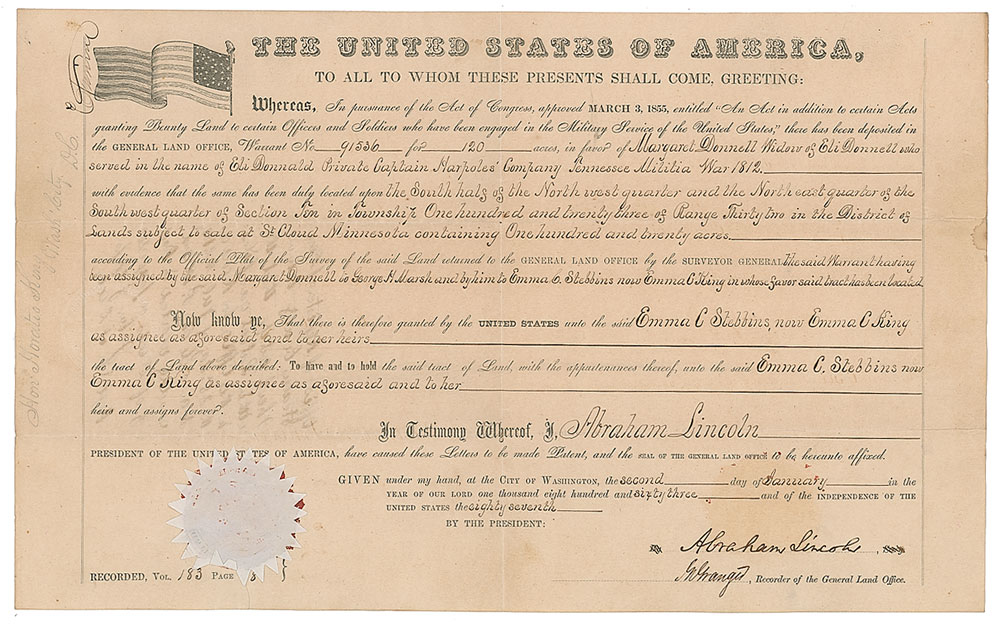 THE UNITED STATES OF AMERICA,
TO ALL TO WHOM THESE PRESENTS SHALL COME, GREETING:
Whereas, In pursuance of the Act of Congress, approved MARCH 3, 1855, entitled "An Act in addition to certain Acts
granting Bounty Land to certain Officers and Soldiers who have been engaged in the Military Service of the United States," there has been deposited in
the GENERAL LAND OFFICE, Warrant No 91536 for 120 acres, in favor of Margaret Donnell Widow of Eli Donnell who
served in the name of Eli Donnald Private Captain Harpoles' Company Tennessee Militia War 1812.
with evidence that the same has been duly located upon the South half of the North west quarter and the North east quarter of the
South west quarter of Section Ten in Township One hundred and twenty three of Range Thirty two in the District of
Lands subject to sale at St Cloud Minnesota containing One hundred and twenty acres.
according to the Official Plat of the Survey of the said Land returned to the GENERAL LAND OFFICE by the SURVEYOR GENERAL the said Warrant having
been assigned by the said Margaret Donnell to George H. Marsh and by him to Emma C. Stebbins now Emma C King in whose favor said tract has been located
Now know ye, That there is therefore granted by the UNITED STATES unto the said Emma C Stebbins, now Emma C King
as assignee as aforesaid and to her heirs
the tract of Land above described: To have and to hold the said tract of Land, with the appurtenances thereof, unto the said Emma C. Stebbins now
Emma C King as assignee as aforesaid and to her
heirs and assigns forever.
In Testimony Whereof, I, Abraham Lincoln
PRESIDENT OF THE UNITED STATES OF AMERICA, have caused these Letters to be made Patent, and the SEAL OF THE GENERAL LAND OFFICE to be hereunto affixed.
GIVEN under my hand, at the CITY OF WASHINGTON, the second day of January in the
YEAR OF OUR LORD one thousand eight hundred and sixty three and of the INDEPENDENCE OF THE
UNITED STATES the eighty seventh
BY THE PRESIDENT:
Abraham Lincoln
, Recorder of the General Land Office.
RECORDED, VOL. 183 PAGE